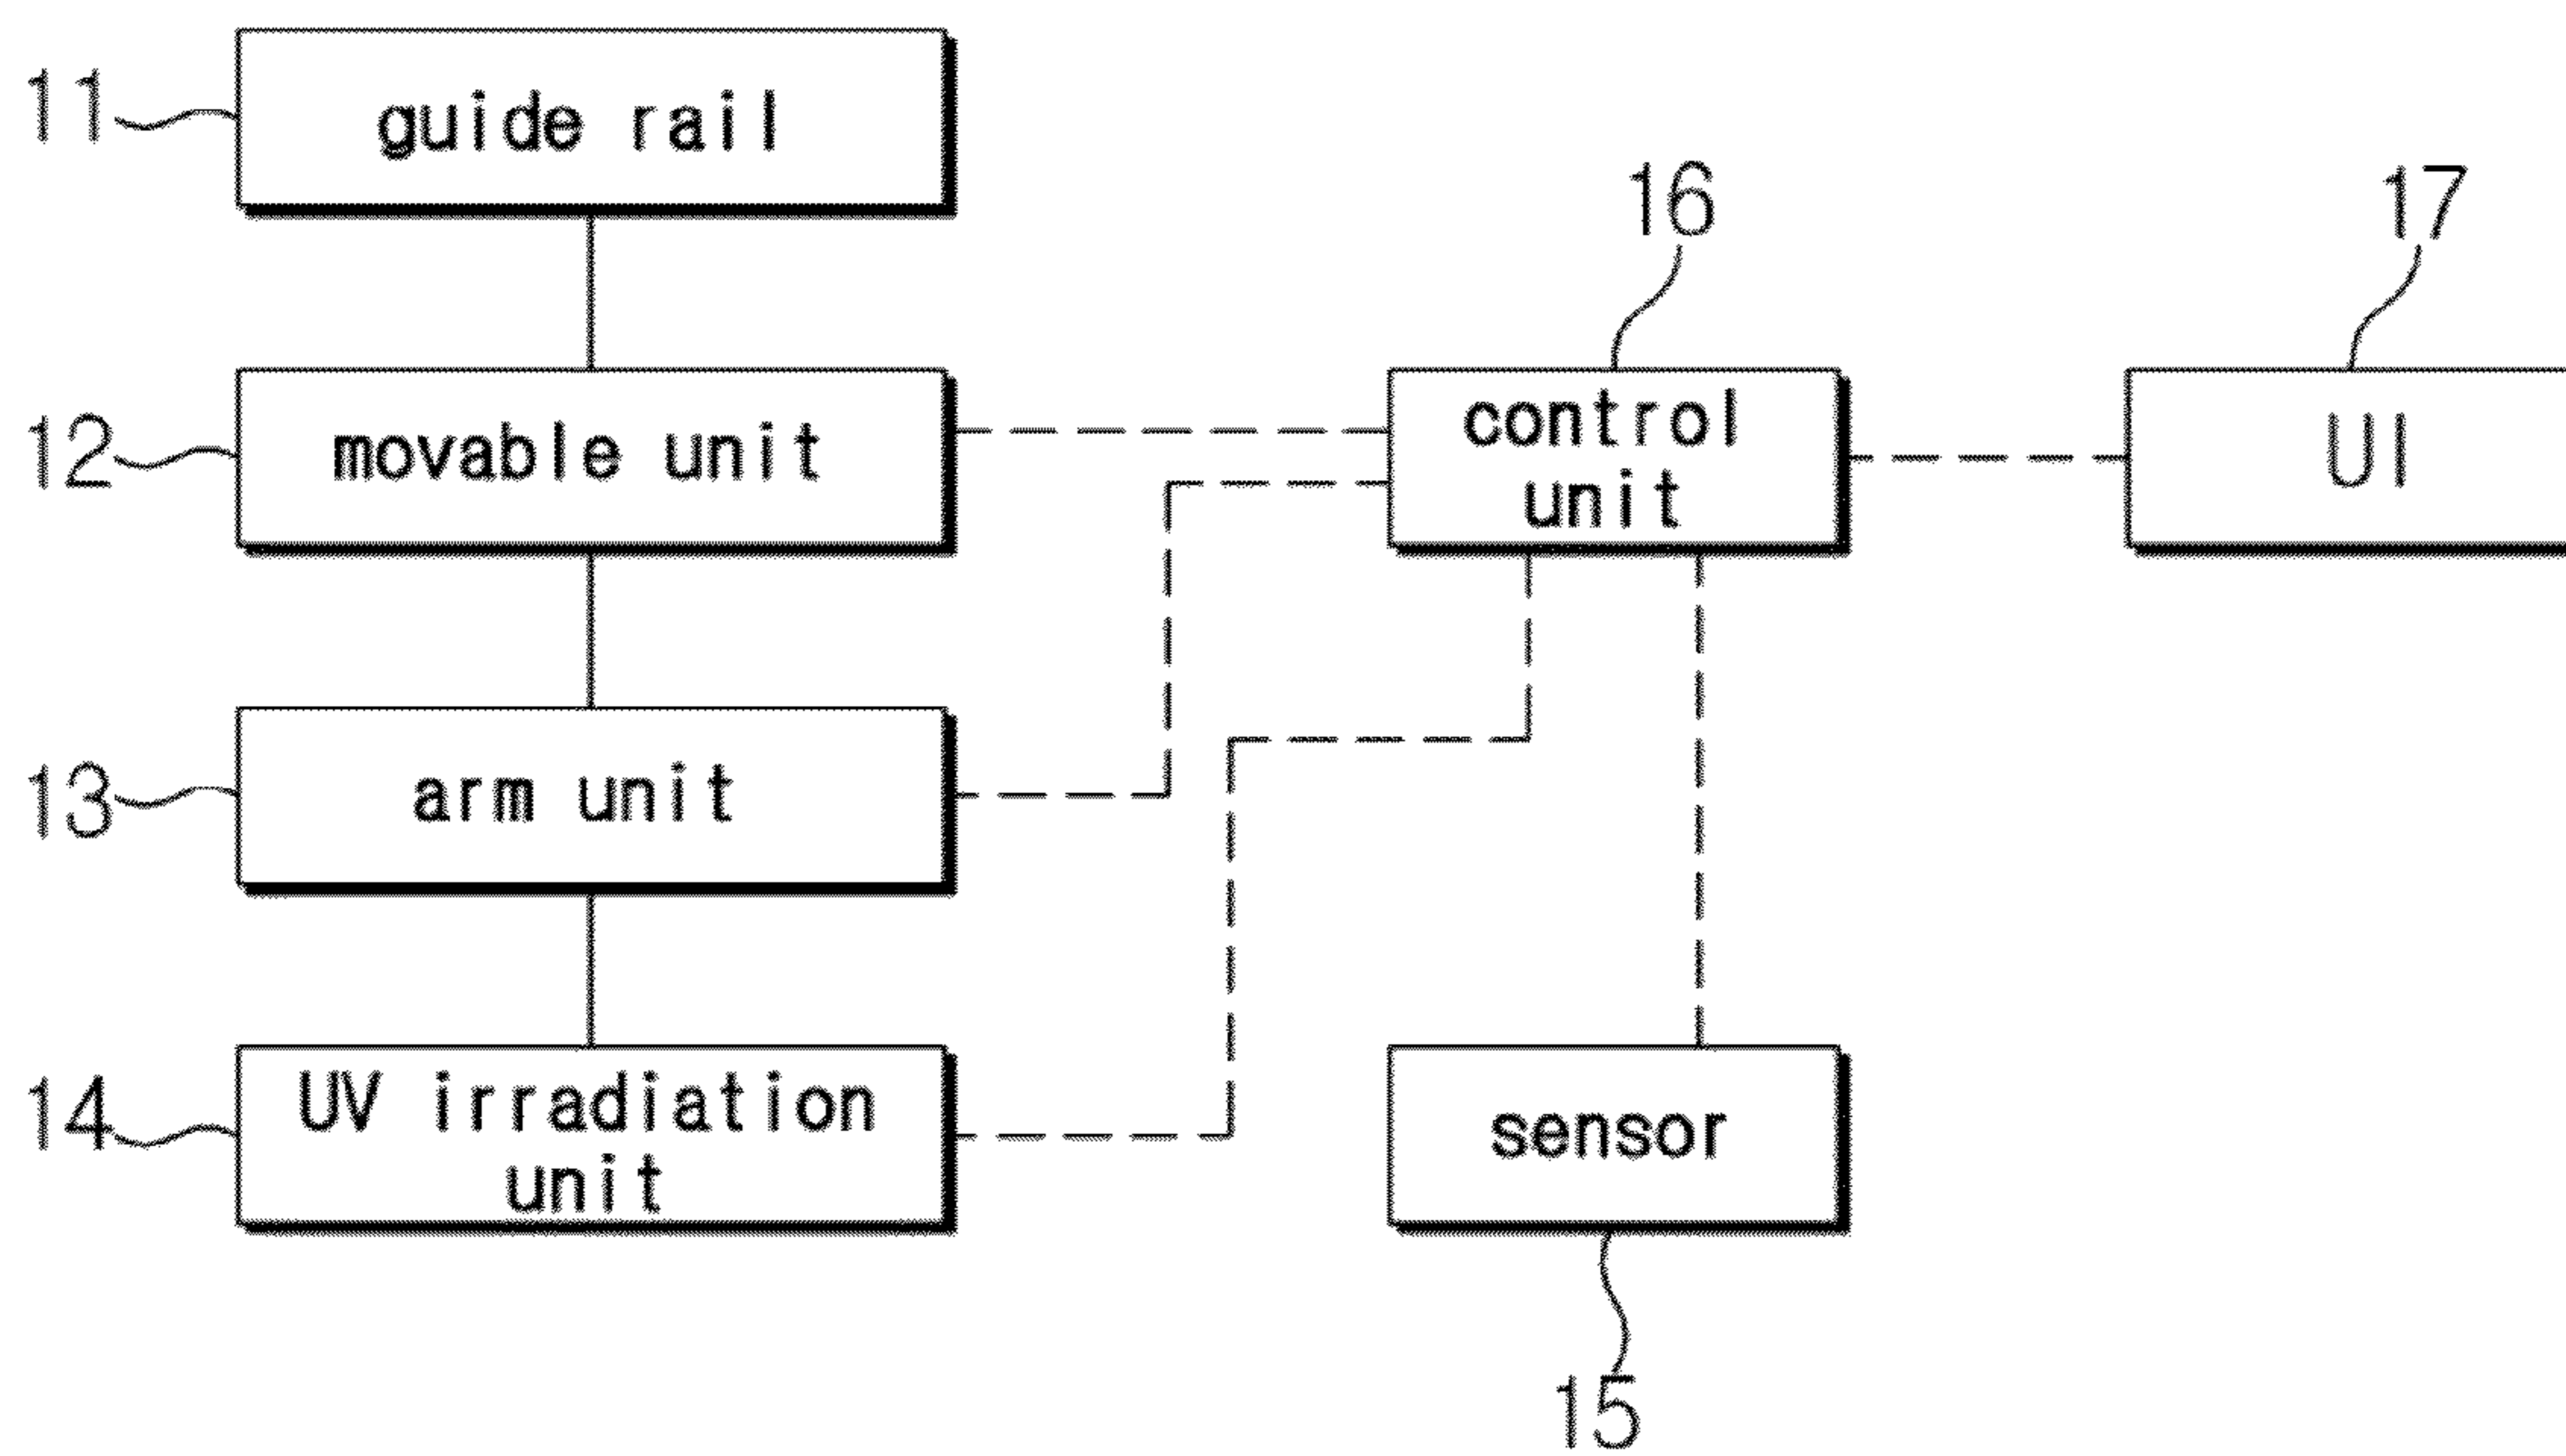 11
guide rail
16
17
12
movable unit
control
unit
UI
13
arm unit
14
UV irradiation
unit
sensor
15